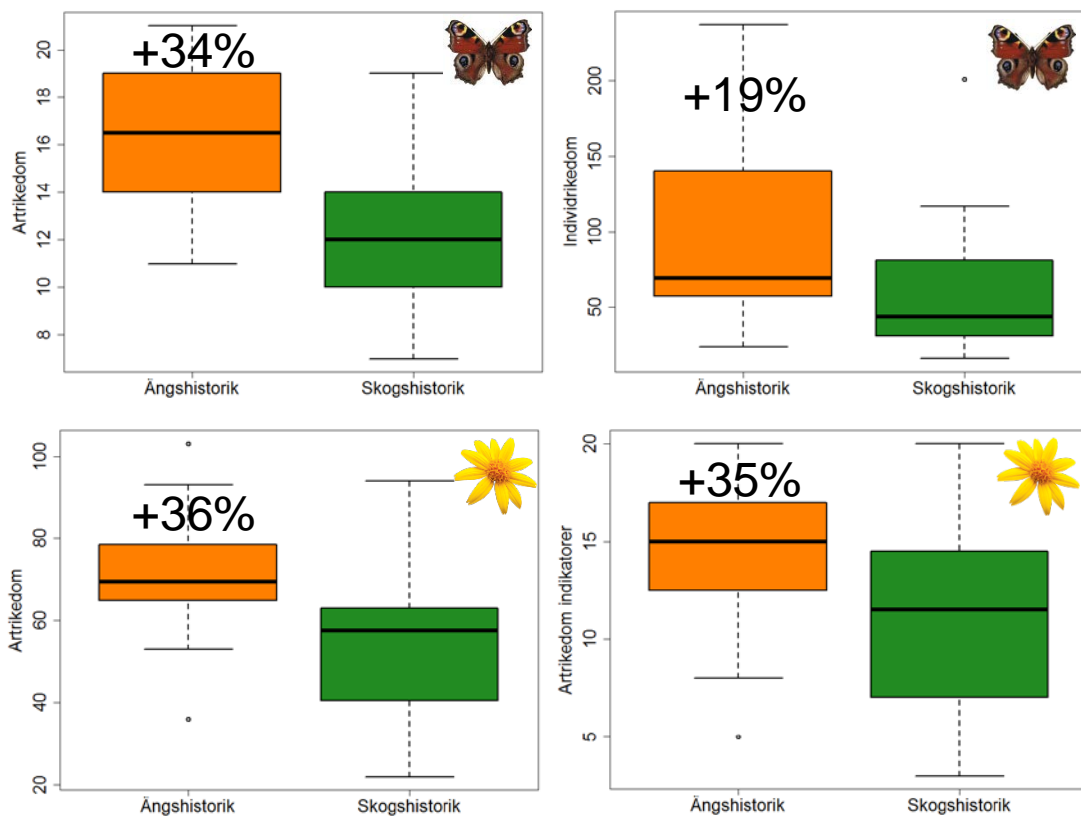 +34%
Artrikedom
20
18
16
14
12
10
8
Ängshistorik
Skogshistorik
+19%
Individrikedom
200
150
100
50
Ängshistorik
Skogshistorik
+36%
Artrikedom
100
80
60
40
20
Ängshistorik
Skogshistorik
+35%
Artrikedom indikatorer
20
15
10
5
Ängshistorik
Skogshistorik